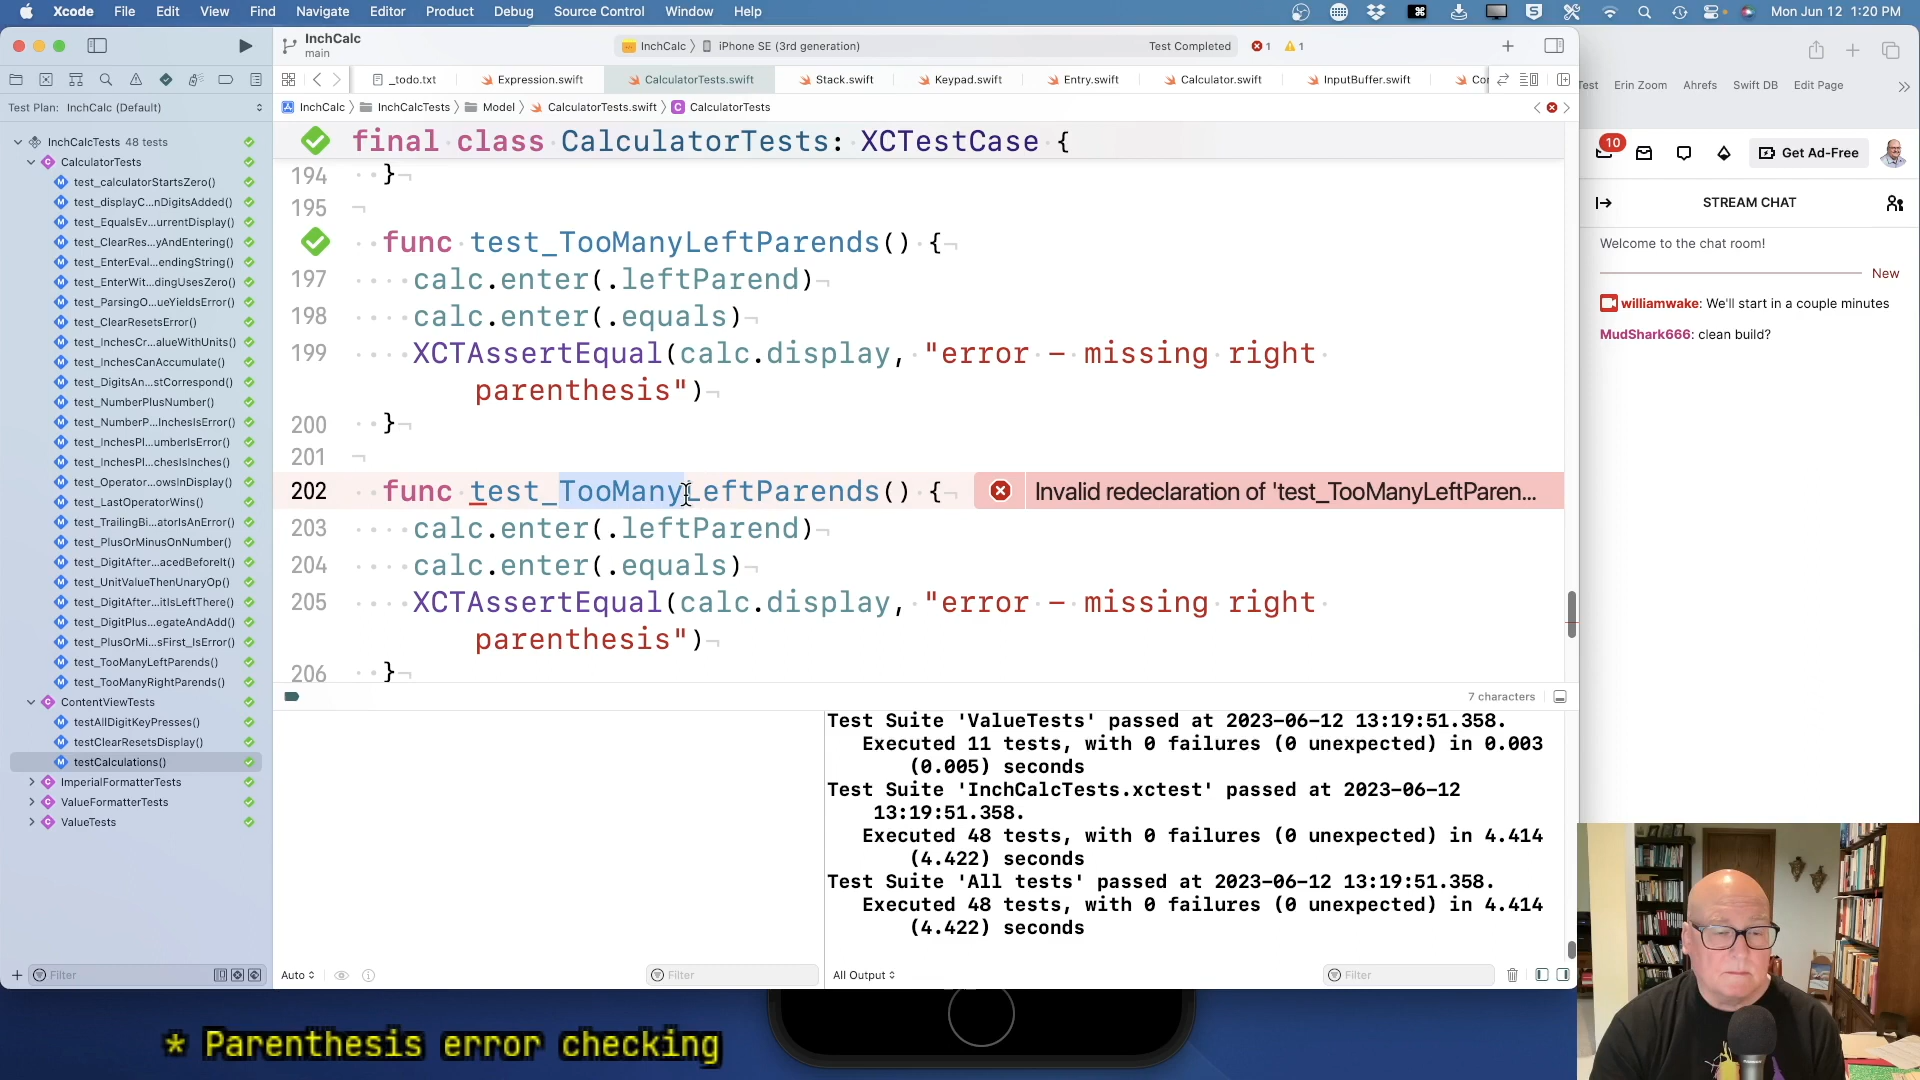 Xcode File Edit View Find Navigate Editor Product Debug Source Control Window Help
Mon Jun 12 1:20 PM
InchCalc
main
InchCalc
iPhone SE (3rd generation)
Test Completed
1
1
_todo.txt
Expression.swift
CalculatorTests.swift
Stack.swift
Keypad.swift
Entry.swift
Calculator.swift
InputBuffer.swift
Test Plan: InchCalc (Default)
InchCalc
InchCalcTests
Model
CalculatorTests.swift
CalculatorTests
InchCalcTests 48 tests
CalculatorTests
test_calculatorStartsZero()
test_displayC...nDigitsAdded()
test_EqualsEv...urrentDisplay()
test_ClearRes...yAndEntering()
test_EnterEval...endingString()
test_EnterWit...dingUsesZero()
test_ParsingO...ueYieldsError()
test_ClearResetsError()
test_InchesCr...alueWithUnits()
test_InchesCanAccumulate()
test_DigitsAn...stCorrespond()
test_NumberPlusNumber()
test_NumberP...InchesIsError()
test_InchesPl...umberIsError()
test_InchesPl...chesIsInches()
test_Operator...owsInDisplay()
test_LastOperatorWins()
test_TrailingBi...atorIsAnError()
test_PlusOrMinusOnNumber()
test_DigitAfter...acedBeforeIt()
test_UnitValueThenUnaryOp()
test_DigitAfter...itIsLeftThere()
test_DigitPlus...egateAndAdd()
test_PlusOrMi...sFirst_IsError()
test_TooManyLeftParends()
test_TooManyRightParends()
ContentViewTests
testAllDigitKeyPresses()
testClearResetsDisplay()
testCalculations()
ImperialFormatterTests
ValueFormatterTests
ValueTests
Filter
final class CalculatorTests: XCTestCase {
194 }
195
func test_TooManyLeftParends() {
197 calc.enter(.leftParend)
198 calc.enter(.equals)
199 XCTAssertEqual(calc.display, "error – missing right
parenthesis")
200 }
201
202 func test_TooManyLeftParends() {
Invalid redeclaration of 'test_TooManyLeftParen...
203 calc.enter(.leftParend)
204 calc.enter(.equals)
205 XCTAssertEqual(calc.display, "error – missing right
parenthesis")
206 }
7 characters
Test Suite 'ValueTests' passed at 2023-06-12 13:19:51.358.
Executed 11 tests, with 0 failures (0 unexpected) in 0.003
(0.005) seconds
Test Suite 'InchCalcTests.xctest' passed at 2023-06-12
13:19:51.358.
Executed 48 tests, with 0 failures (0 unexpected) in 4.414
(4.422) seconds
Test Suite 'All tests' passed at 2023-06-12 13:19:51.358.
Executed 48 tests, with 0 failures (0 unexpected) in 4.414
(4.422) seconds
Auto
Filter
All Output
Filter
Erin Zoom
Ahrefs
Swift DB
Edit Page
10
Get Ad-Free
STREAM CHAT
Welcome to the chat room!
New
williamwake: We'll start in a couple minutes
MudShark666: clean build?
* Parenthesis error checking